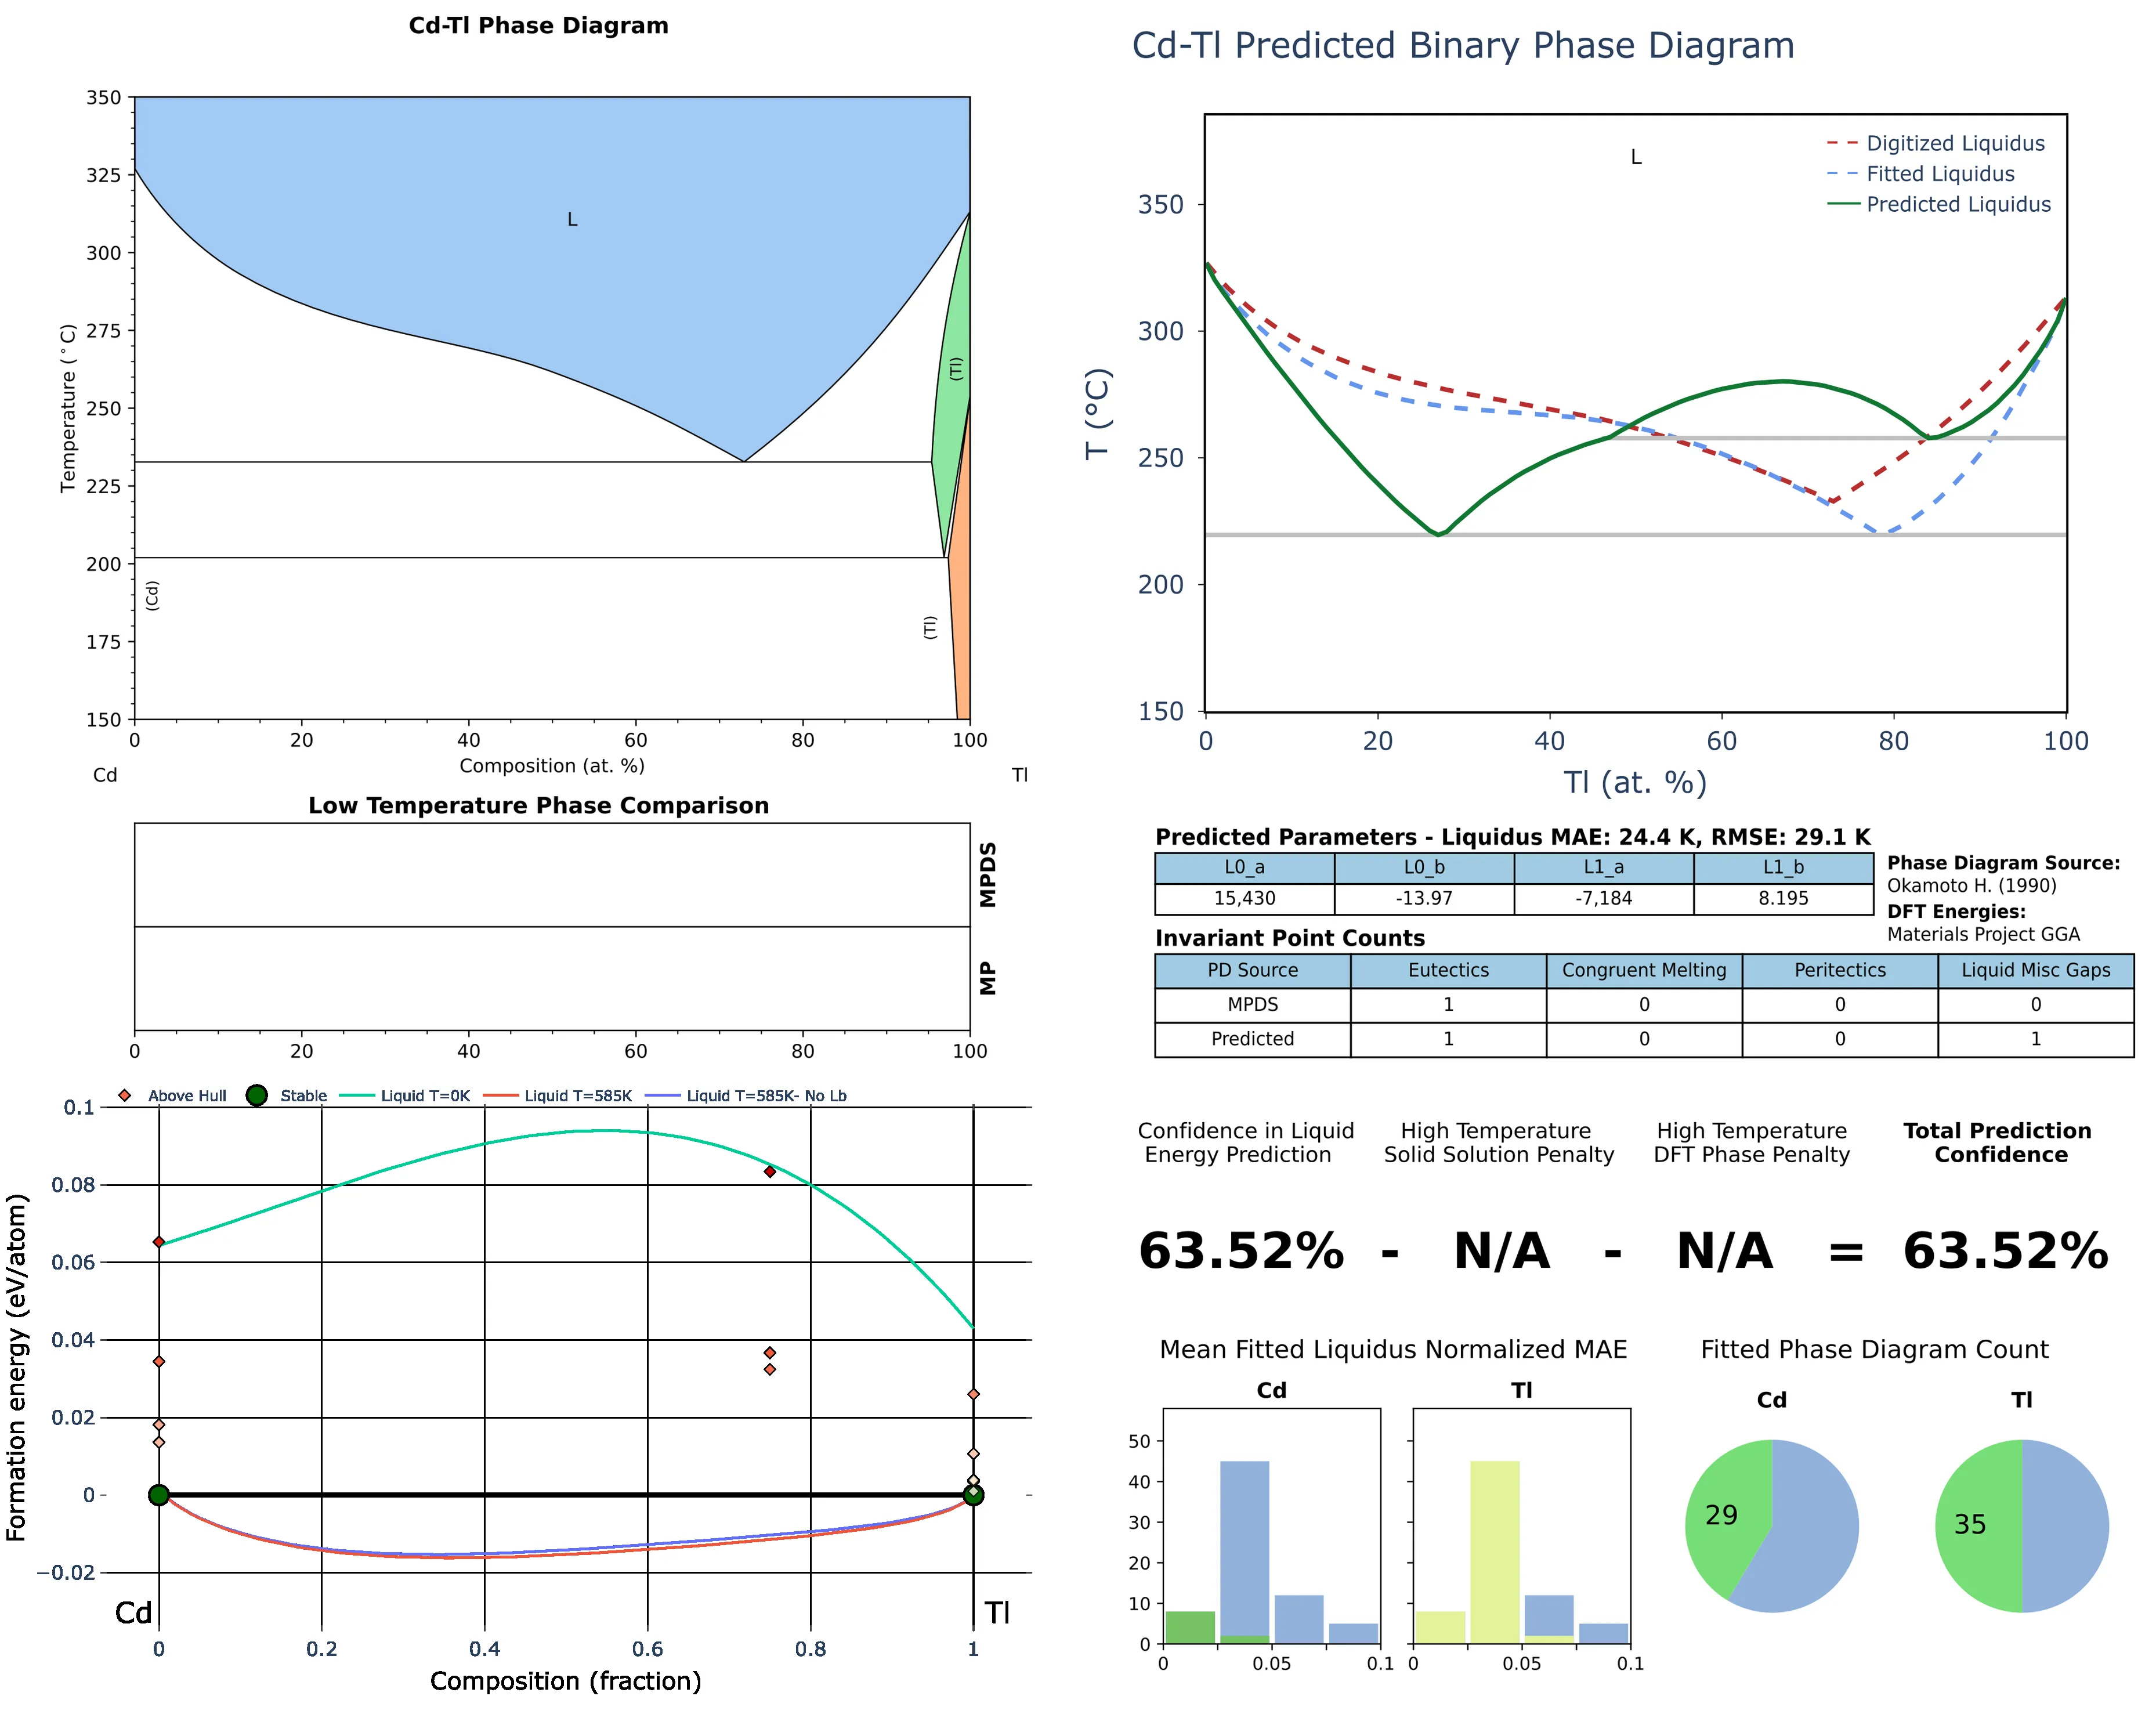 Cd-Tl Phase Diagram
350
325
300
275
250
225
200
175
150
Temperature (°C)
L
(Tl)
(Cd)
(Tl)
0 20 40 60 80 100
Composition (at. %)
Cd Tl
Low Temperature Phase Comparison
MPDS
MP
0 20 40 60 80 100
Above Hull Stable Liquid T=0K Liquid T=585K Liquid T=585K- No Lb
0.1
0.08
0.06
0.04
0.02
0
−0.02
Formation energy (eV/atom)
Cd Tl
0 0.2 0.4 0.6 0.8 1
Composition (fraction)
Cd-Tl Predicted Binary Phase Diagram
L
Digitized Liquidus
Fitted Liquidus
Predicted Liquidus
350
300
250
200
150
T (°C)
0 20 40 60 80 100
Tl (at. %)
Predicted Parameters - Liquidus MAE: 24.4 K, RMSE: 29.1 K
L0_a L0_b L1_a L1_b
15,430 -13.97 -7,184 8.195
Phase Diagram Source:
Okamoto H. (1990)
DFT Energies:
Materials Project GGA
Invariant Point Counts
PD Source Eutectics Congruent Melting Peritectics Liquid Misc Gaps
MPDS 1 0 0 0
Predicted 1 0 0 1
Confidence in Liquid
Energy Prediction
High Temperature
Solid Solution Penalty
High Temperature
DFT Phase Penalty
Total Prediction
Confidence
63.52% - N/A - N/A = 63.52%
Mean Fitted Liquidus Normalized MAE
Cd Tl
50
40
30
20
10
0
0 0.05 0.1 0 0.05 0.1
Fitted Phase Diagram Count
Cd Tl
29 35